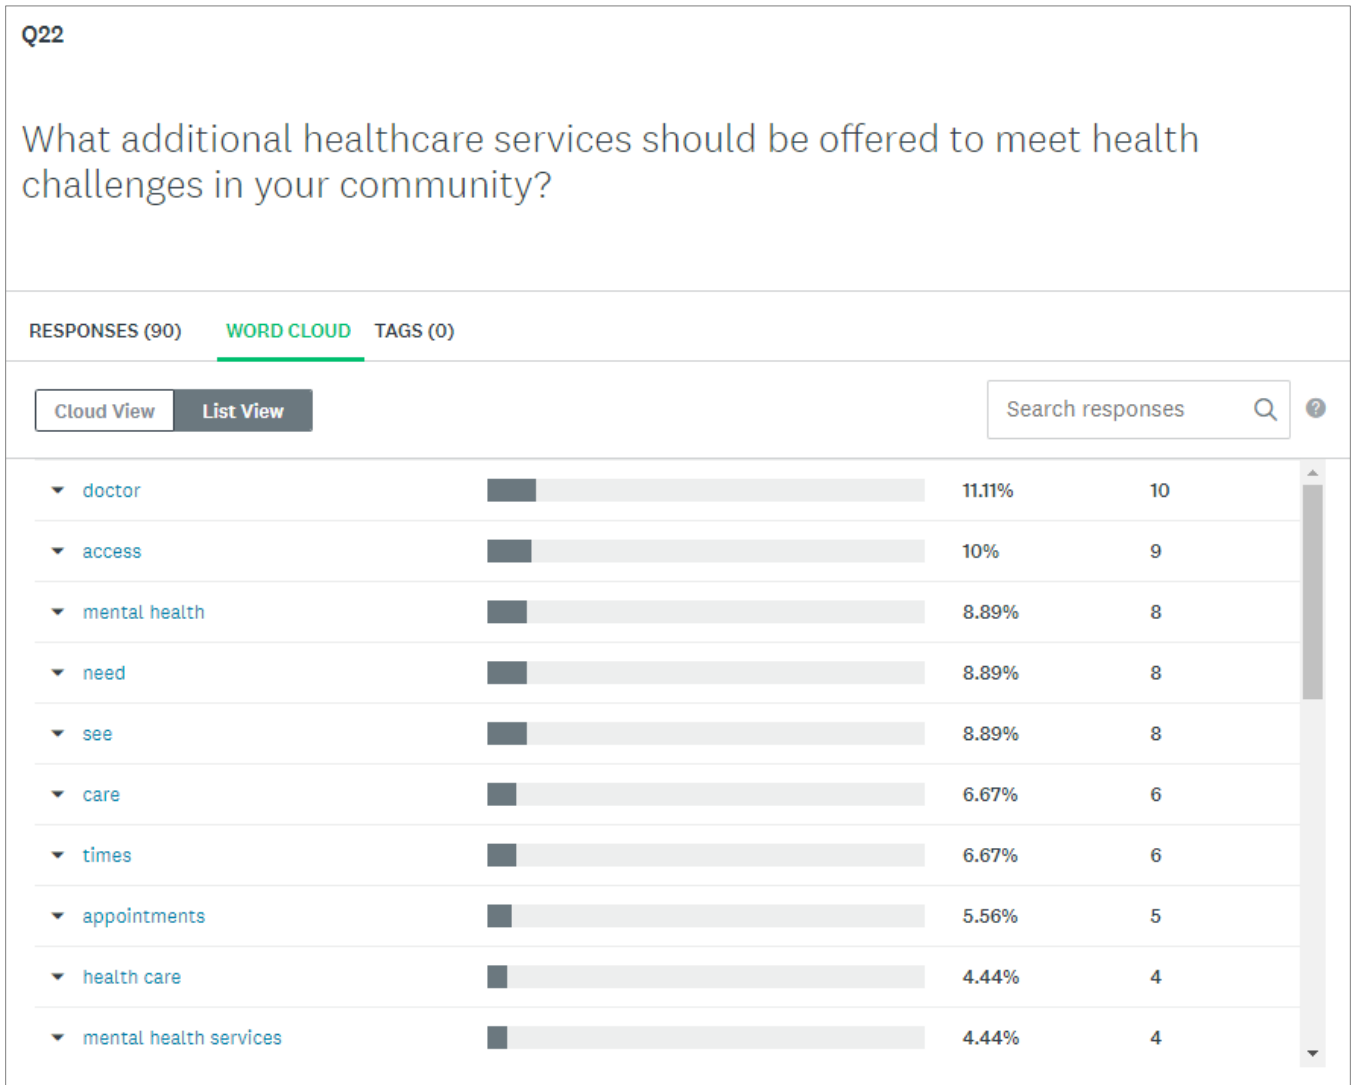 Q22
What additional healthcare services should be offered to meet health
challenges in your community?
RESPONSES (90) WORD CLOUD TAGS (0)
Cloud View List View Search responses ?
doctor 11.11% 10
access 10% 9
mental health 8.89% 8
need 8.89% 8
see 8.89% 8
care 6.67% 6
times 6.67% 6
appointments 5.56% 5
health care 4.44% 4
mental health services 4.44% 4